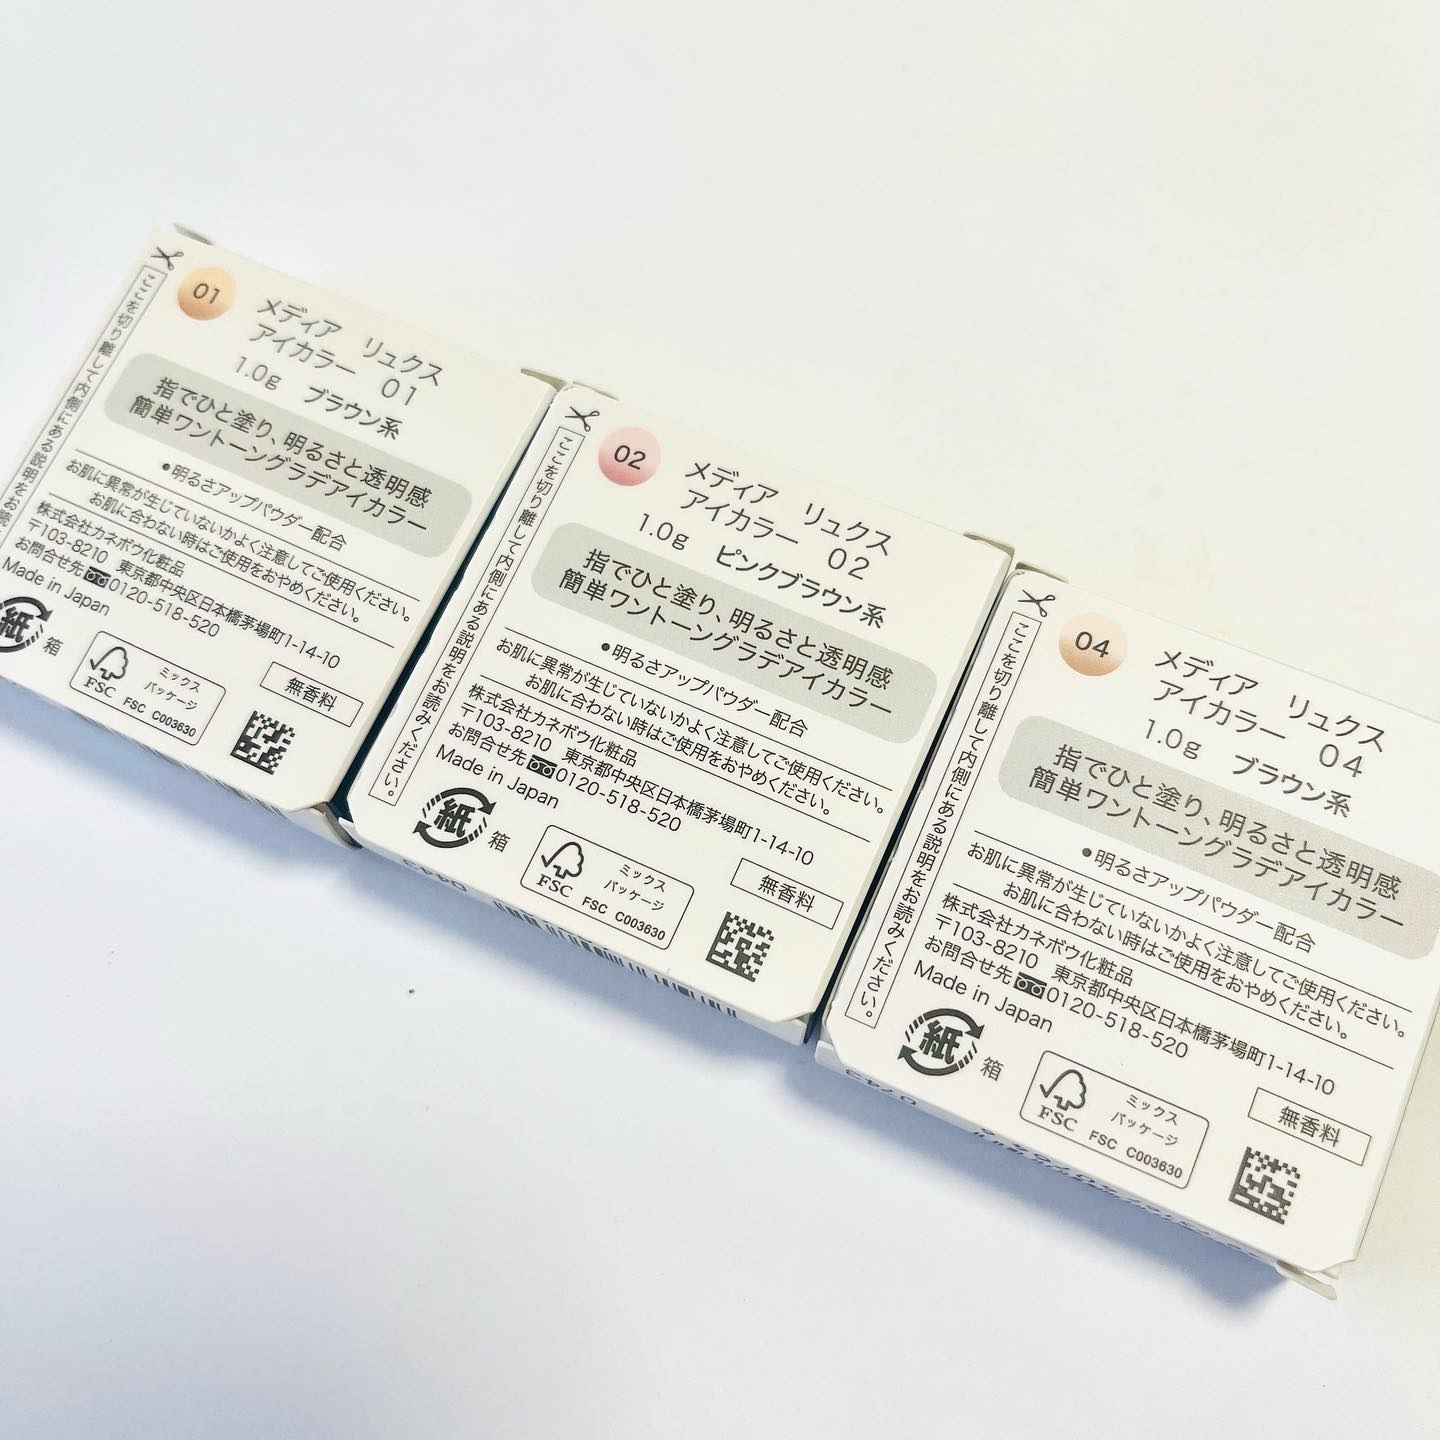 ここを切り離して内側にある説明をお読
01
メディア リュクス
アイカラー 01
1.0g ブラウン系
指でひと塗り、明るさと透明感
簡単ワントーングラデアイカラー
●明るさアップパウダー配合
お肌に異常が生じていないかよく注意してご使用ください。
お肌に合わない時はご使用をおやめください。
株式会社カネボウ化粧品
〒103-8210 東京都中央区日本橋茅場町1-14-10
お問合せ先 0120-518-520
Made in Japan
紙 箱
FSC
ミックス
パッケージ
FSC C003630
無香料
ここを切り離して内側にある説明をお読みください。
02
メディア リュクス
アイカラー 02
1.0g ピンクブラウン系
指でひと塗り、明るさと透明感
簡単ワントーングラデアイカラー
●明るさアップパウダー配合
お肌に異常が生じていないかよく注意してご使用ください。
お肌に合わない時はご使用をおやめください。
株式会社カネボウ化粧品
〒103-8210 東京都中央区日本橋茅場町1-14-10
お問合せ先 0120-518-520
Made in Japan
紙 箱
FSC
ミックス
パッケージ
FSC C003630
無香料
0443
ここを切り離して内側にある説明をお読みください。
04
メディア リュクス
アイカラー 04
1.0g ブラウン系
指でひと塗り、明るさと透明感
簡単ワントーングラデアイカラー
●明るさアップパウダー配合
お肌に異常が生じていないかよく注意してご使用ください。
お肌に合わない時はご使用をおやめください。
株式会社カネボウ化粧品
〒103-8210 東京都中央区日本橋茅場町1-14-10
お問合せ先 0120-518-520
Made in Japan
紙 箱
FSC
ミックス
パッケージ
FSC C003630
無香料